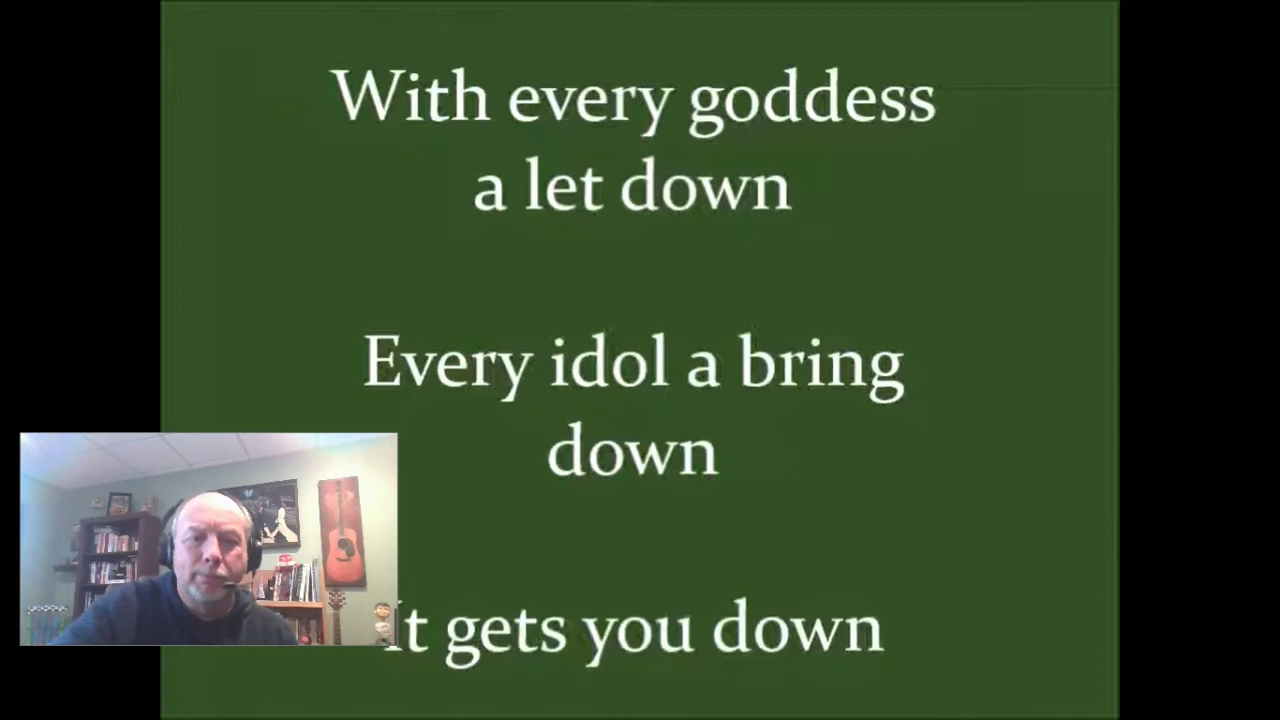 With every goddess
a let down
Every idol a bring
down
It gets you down